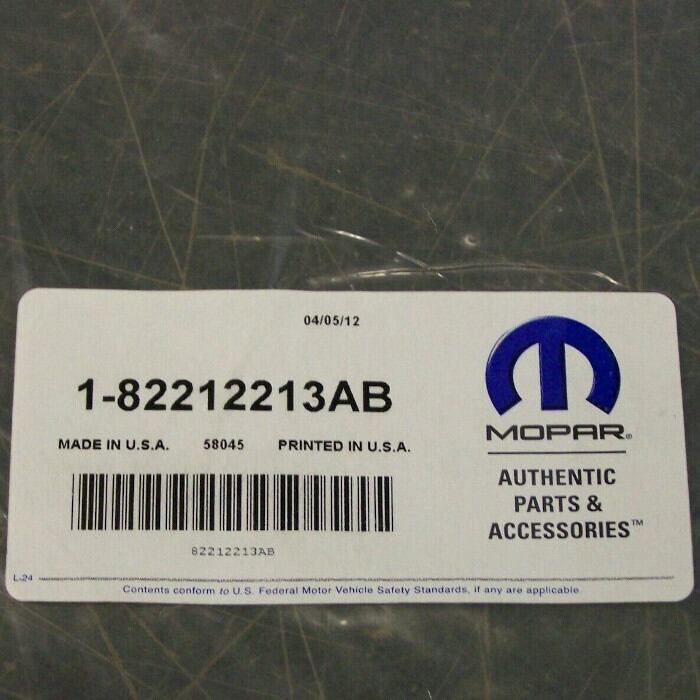 04/05/12
1-82212213AB
MADE IN U.S.A. 58045 PRINTED IN U.S.A.
82212213AB
MOPAR®
AUTHENTIC
PARTS &
ACCESSORIES™
L-24
Contents conform to U.S. Federal Motor Vehicle Safety Standards, if any are applicable